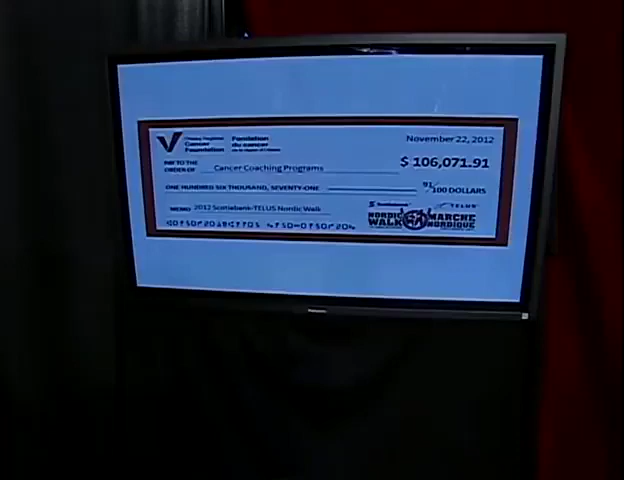 Ottawa Regional
Cancer
Foundation
Fondation
du cancer
November 22, 2012
PAY TO THE
ORDER OF
Cancer Coaching Programs
$ 106,071.91
ONE HUNDRED SIX THOUSAND, SEVENTY-ONE
91/100 DOLLARS
MEMO 2012 Scotiabank-TELUS Nordic Walk
Scotiabank
TELUS
NORDIC
WALK
MARCHE
NORDIQUE
Panasonic